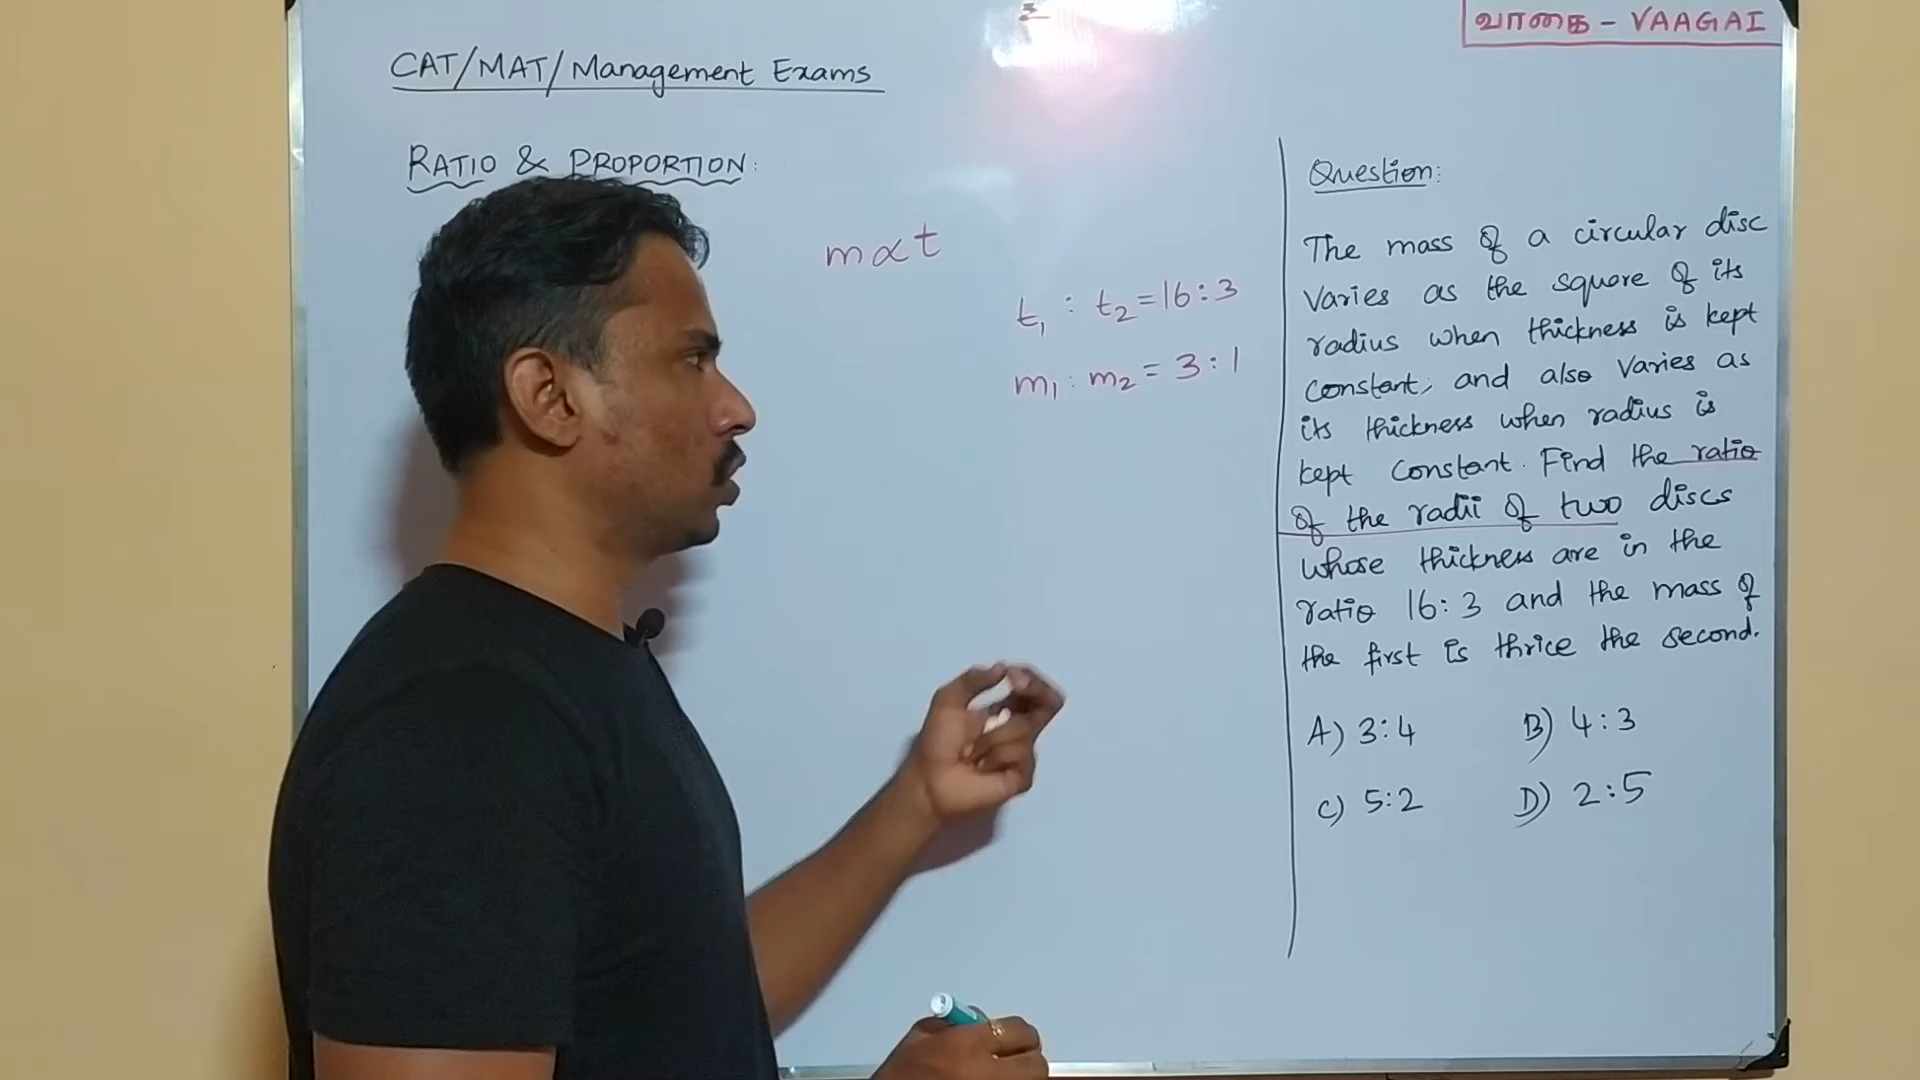 வாகை - VAAGAI
CAT/MAT/Management Exams
RATIO & PROPORTION:
m∝t
t₁ : t₂ = 16:3
m₁ : m₂ = 3:1
Question:
The mass of a circular disc
varies as the square of its
radius when thickness is kept
constant, and also varies as
its thickness when radius is
kept constant. Find the ratio
of the radii of two discs
whose thickness are in the
ratio 16:3 and the mass of
the first is thrice the second.
A) 3:4 B) 4:3
C) 5:2 D) 2:5